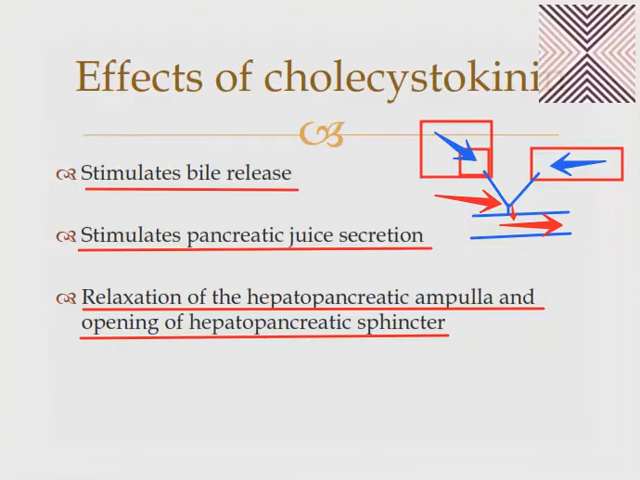 Effects of cholecystokinin
Stimulates bile release
Stimulates pancreatic juice secretion
Relaxation of the hepatopancreatic ampulla and
opening of hepatopancreatic sphincter